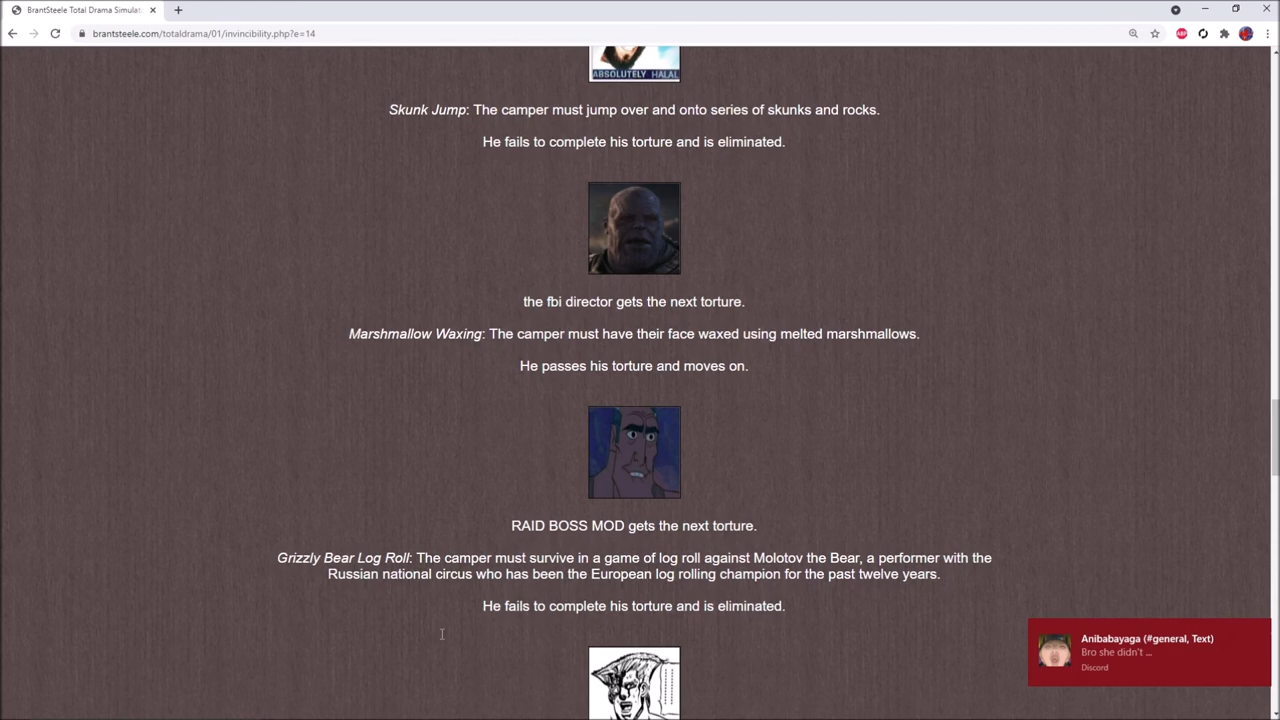 BrantSteele Total Drama Simulat
brantsteele.com/totaldrama/01/invincibility.php?e=14
ABP
ABSOLUTELY HALAL
Skunk Jump: The camper must jump over and onto series of skunks and rocks.
He fails to complete his torture and is eliminated.
the fbi director gets the next torture.
Marshmallow Waxing: The camper must have their face waxed using melted marshmallows.
He passes his torture and moves on.
RAID BOSS MOD gets the next torture.
Grizzly Bear Log Roll: The camper must survive in a game of log roll against Molotov the Bear, a performer with the
Russian national circus who has been the European log rolling champion for the past twelve years.
He fails to complete his torture and is eliminated.
Anibabayaga (#general, Text)
Bro she didn't ...
Discord